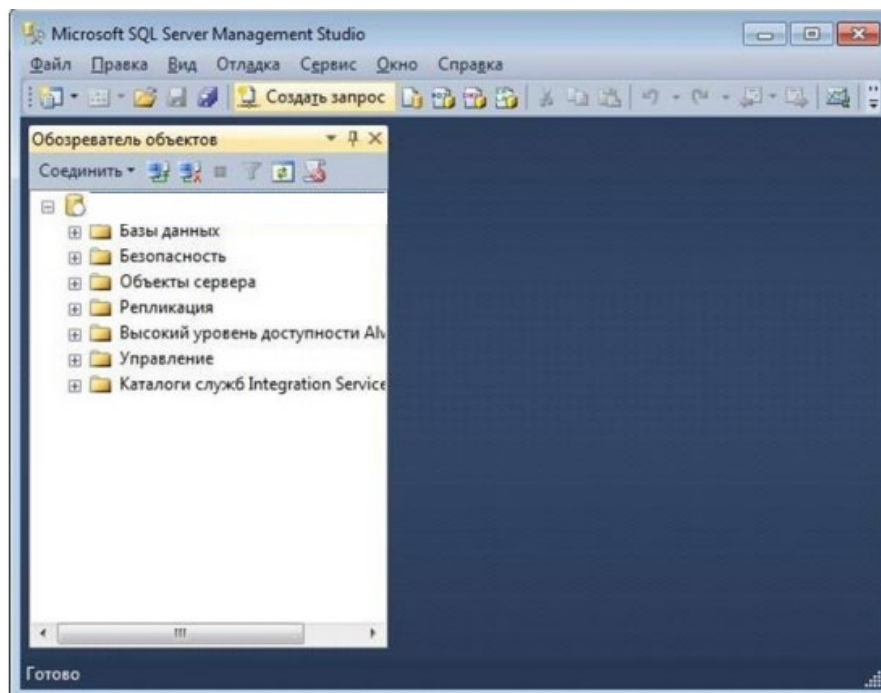 Microsoft SQL Server Management Studio
Файл Правка Вид Отладка Сервис Окно Справка
Создать запрос
Обозреватель объектов
Соединить
Базы данных
Безопасность
Объекты сервера
Репликация
Высокий уровень доступности Alw
Управление
Каталоги служб Integration Service
Готово